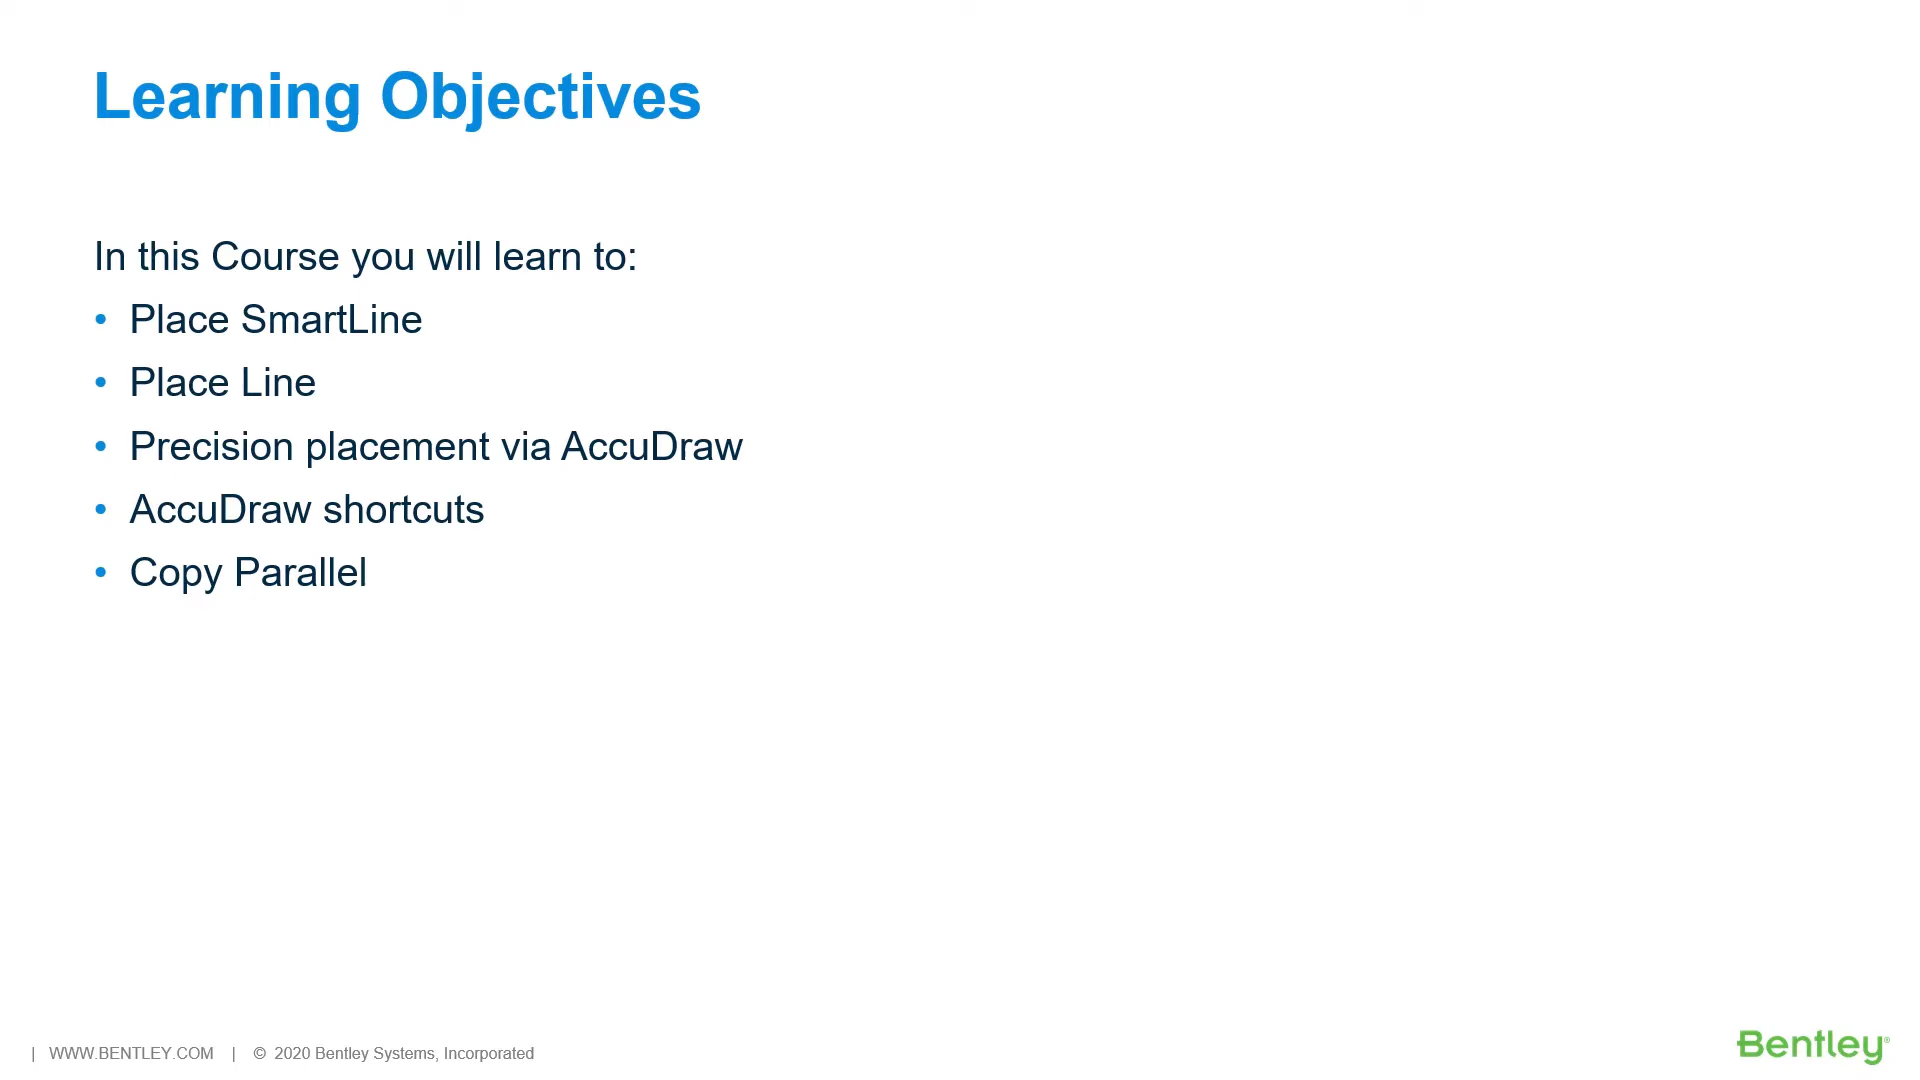 Learning Objectives
In this Course you will learn to:
• Place SmartLine
• Place Line
• Precision placement via AccuDraw
• AccuDraw shortcuts
• Copy Parallel
| WWW.BENTLEY.COM | © 2020 Bentley Systems, Incorporated
Bentley®